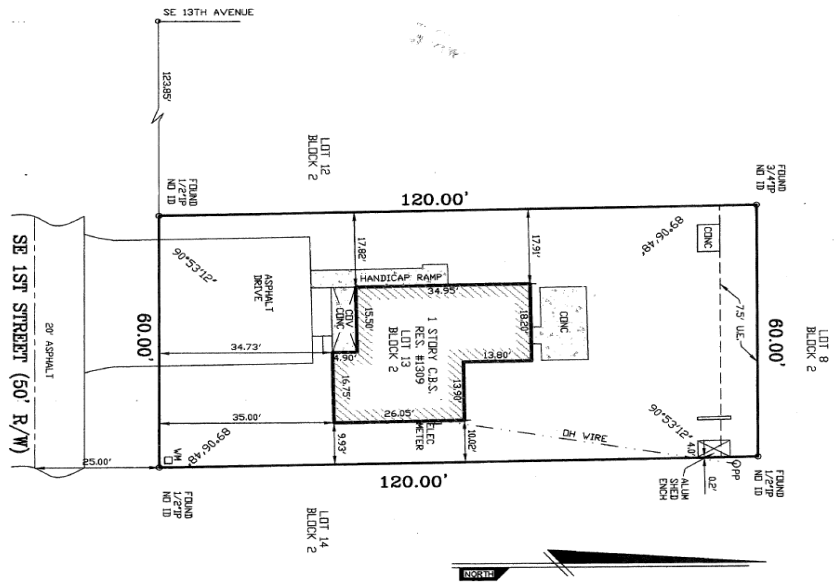 SE 13TH AVENUE
123.85'
LOT 12
BLOCK 2
FOUND
1/2"IP
NO ID
120.00'
FOUND
3/4"IP
NO ID
90°53'12"
17.82'
17.91'
CONC
89°06'48"
HANDICAP RAMP
34.95'
ASPHALT
DRIVE
COV
CONC
15.50'
1 STORY C.B.S.
RES. #1309
LOT 13
BLOCK 2
18.20'
CONC
7.5' U.E.
60.00'
60.00'
LOT 8
BLOCK 2
SE 1ST STREET (50' R/W)
20' ASPHALT
34.73'
4.90'
13.80'
16.75'
13.90'
35.00'
26.05'
ELEC
METER
OH WIRE
90°53'12"
9.93'
10.02'
4.0'
WM
89°06'48"
25.00'
120.00'
PP
0.2'
ALUM
SHED
ENCH
FOUND
1/2"IP
NO ID
FOUND
1/2"IP
NO ID
LOT 14
BLOCK 2
NORTH